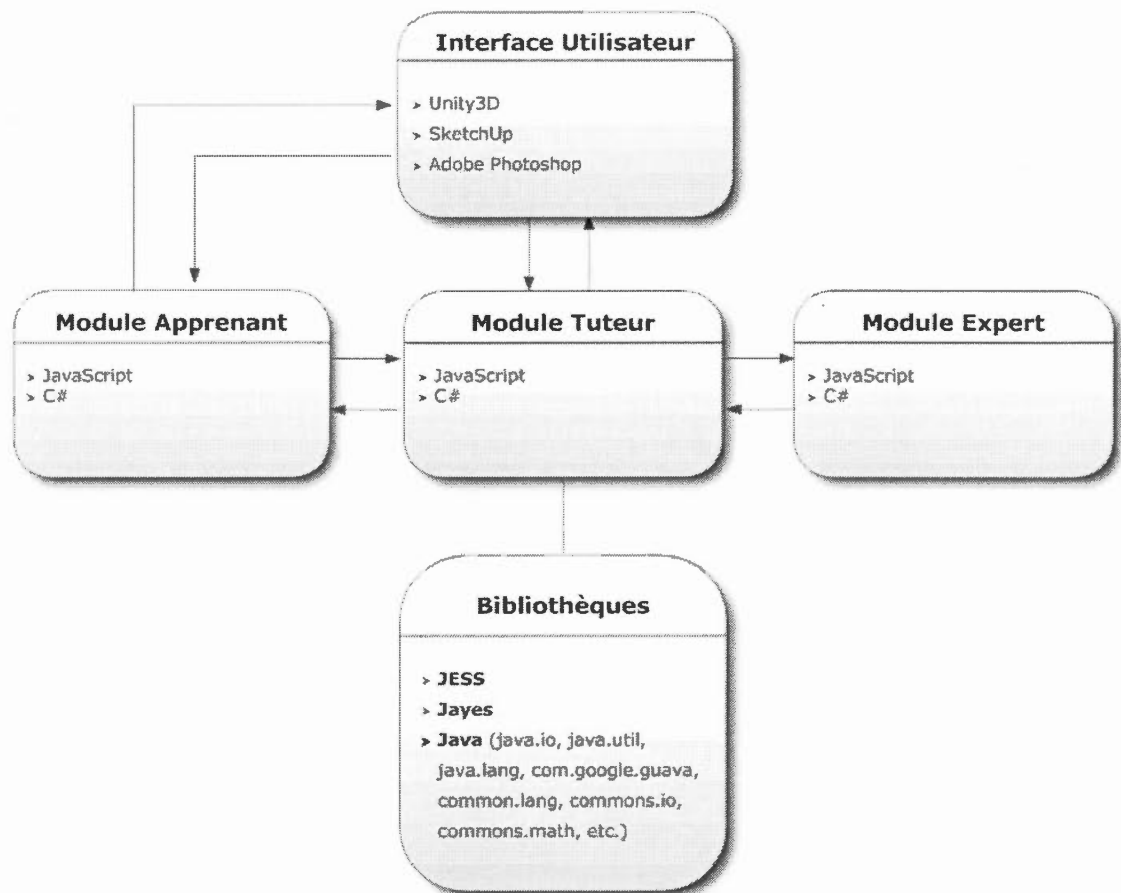 Interface Utilisateur
➤ Unity3D
➤ SketchUp
➤ Adobe Photoshop
Module Apprenant
➤ JavaScript
➤ C#
Module Tuteur
➤ JavaScript
➤ C#
Module Expert
➤ JavaScript
➤ C#
Bibliothèques
➤ JESS
➤ Jayes
➤ Java (java.io, java.util,
java.lang, com.google.guava,
common.lang, commons.io,
commons.math, etc.)